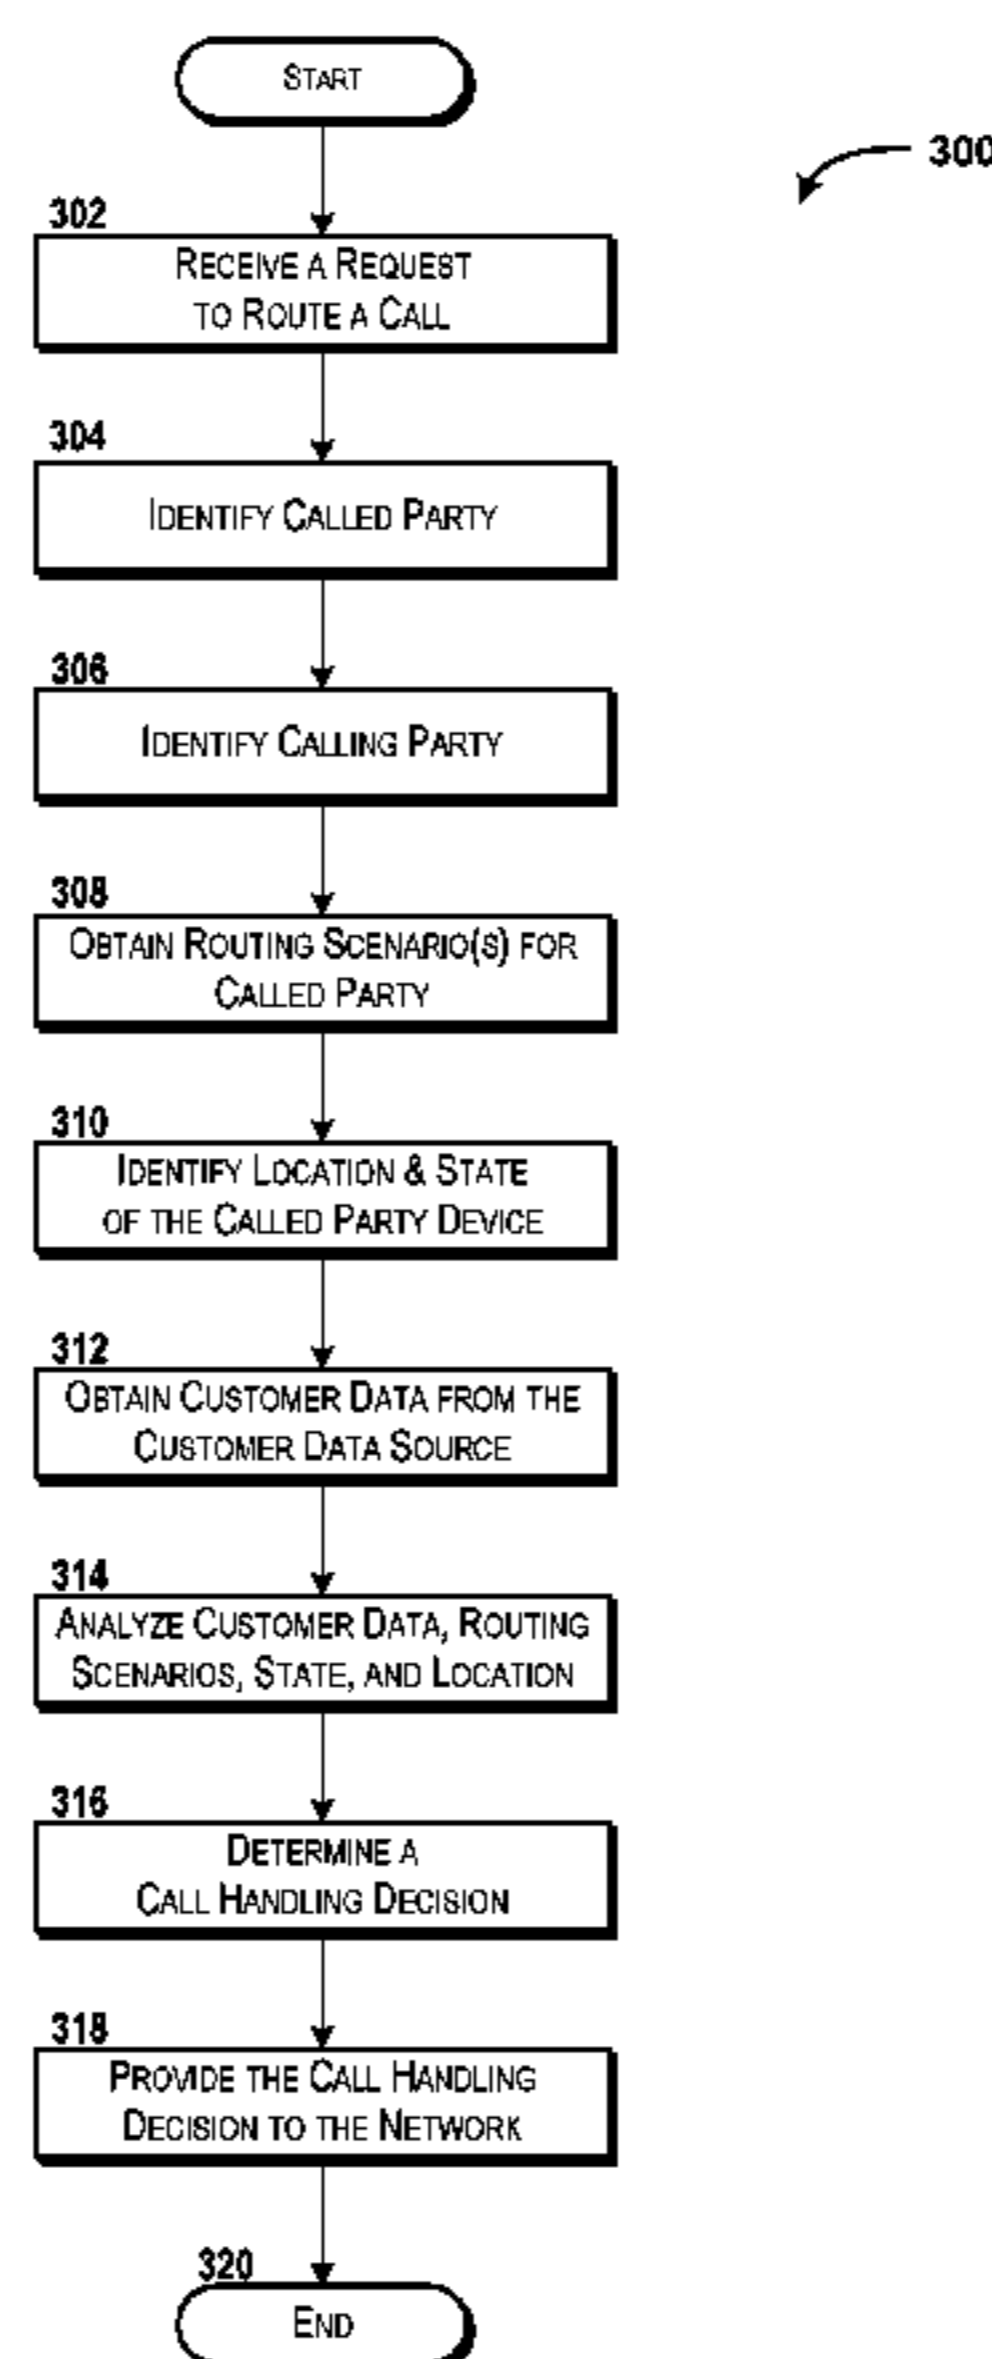 START
300
302
RECEIVE A REQUEST
TO ROUTE A CALL
304
IDENTIFY CALLED PARTY
306
IDENTIFY CALLING PARTY
308
OBTAIN ROUTING SCENARIO(S) FOR
CALLED PARTY
310
IDENTIFY LOCATION & STATE
OF THE CALLED PARTY DEVICE
312
OBTAIN CUSTOMER DATA FROM THE
CUSTOMER DATA SOURCE
314
ANALYZE CUSTOMER DATA, ROUTING
SCENARIOS, STATE, AND LOCATION
316
DETERMINE A
CALL HANDLING DECISION
318
PROVIDE THE CALL HANDLING
DECISION TO THE NETWORK
320
END